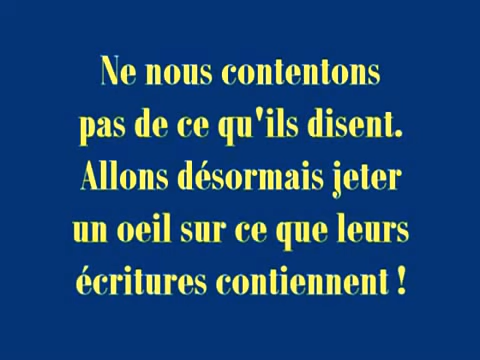 Ne nous contentons
pas de ce qu'ils disent.
Allons désormais jeter
un oeil sur ce que leurs
écritures contiennent !